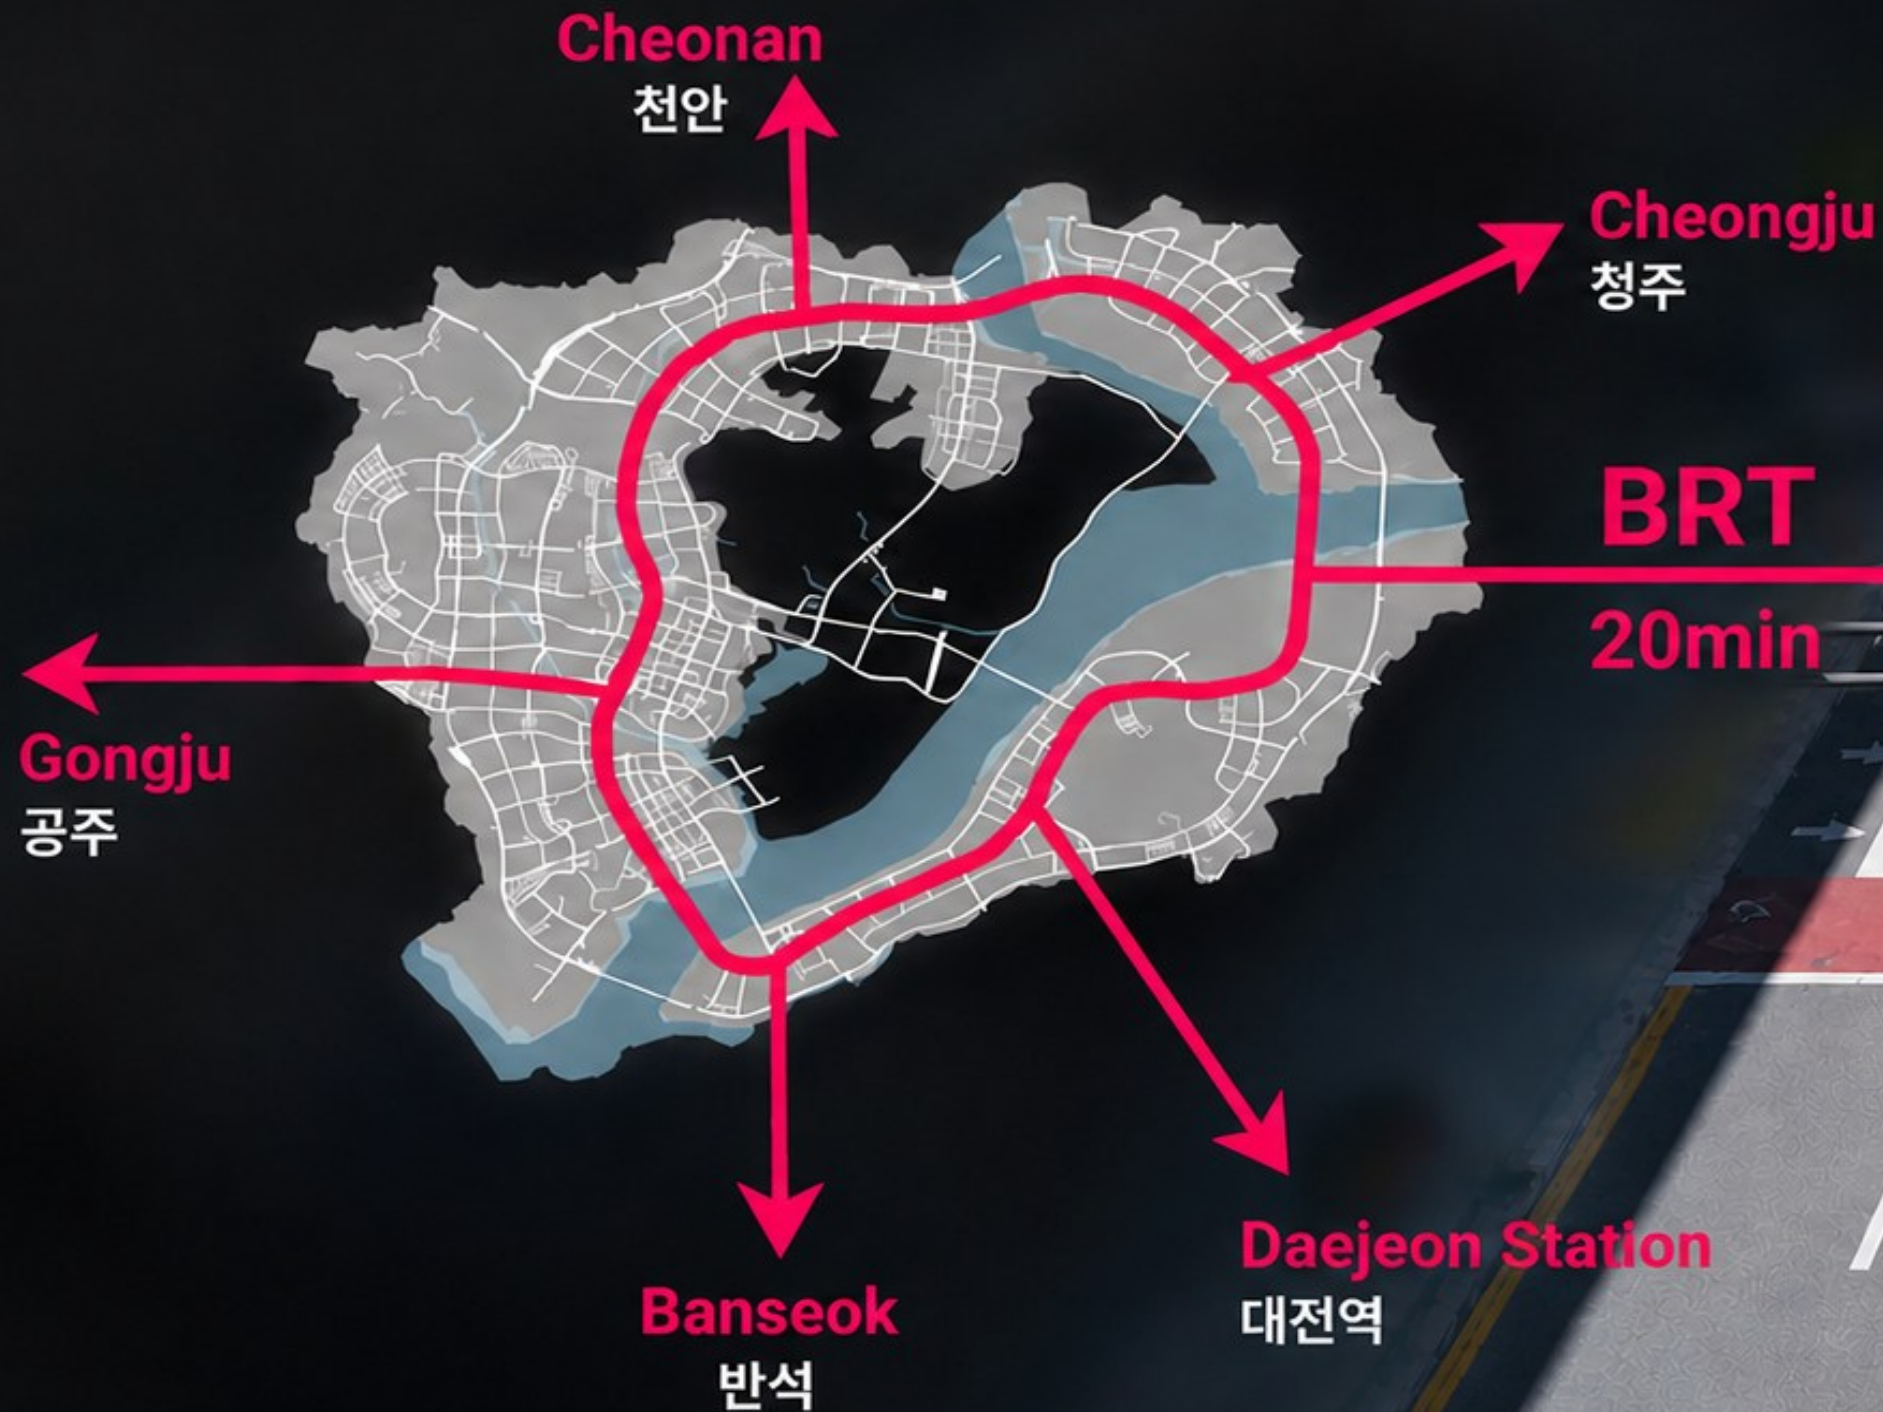 Cheonan
천안
Cheongju
청주
BRT
20min
Gongju
공주
Daejeon Station
대전역
Banseok
반석